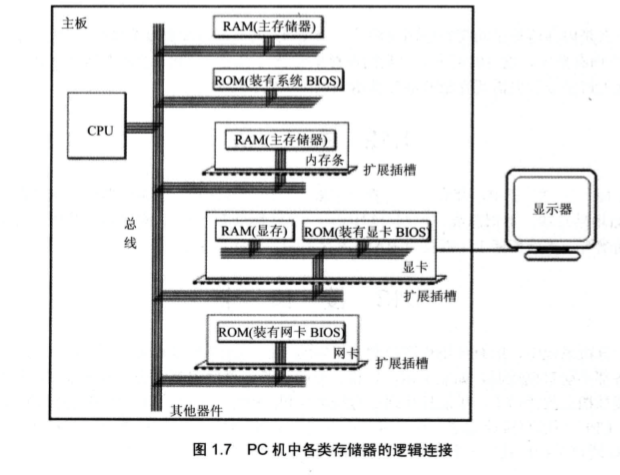 主板
RAM(主存储器)
ROM(装有系统 BIOS)
CPU
RAM(主存储器)
内存条
扩展插槽
总线
RAM(显存)
ROM(装有显卡 BIOS)
显卡
扩展插槽
显示器
ROM(装有网卡 BIOS)
网卡
扩展插槽
其他器件
图 1.7 PC 机中各类存储器的逻辑连接